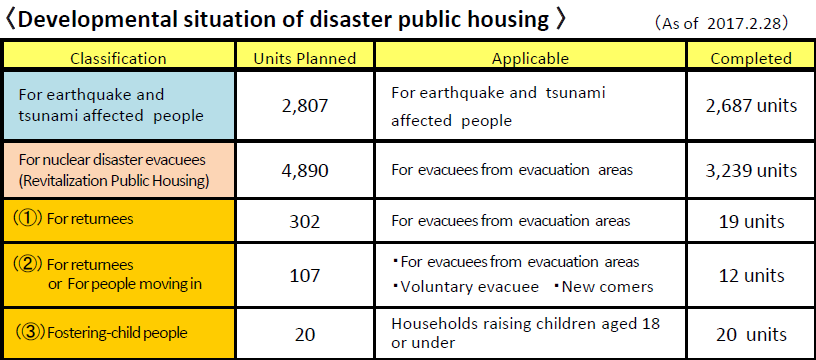 〈Developmental situation of disaster public housing 〉
（As of 2017.2.28）
Classification Units Planned Applicable Completed
For earthquake and
tsunami affected people
2,807
For earthquake and tsunami
affected people
2,687 units
For nuclear disaster evacuees
(Revitalization Public Housing)
4,890
For evacuees from evacuation areas
3,239 units
(①) For returnees
302
For evacuees from evacuation areas
19 units
(②) For returnees
or For people moving in
107
・For evacuees from evacuation areas
・Voluntary evacuee ・New comers
12 units
(③) Fostering-child people
20
Households raising children aged 18
or under
20 units